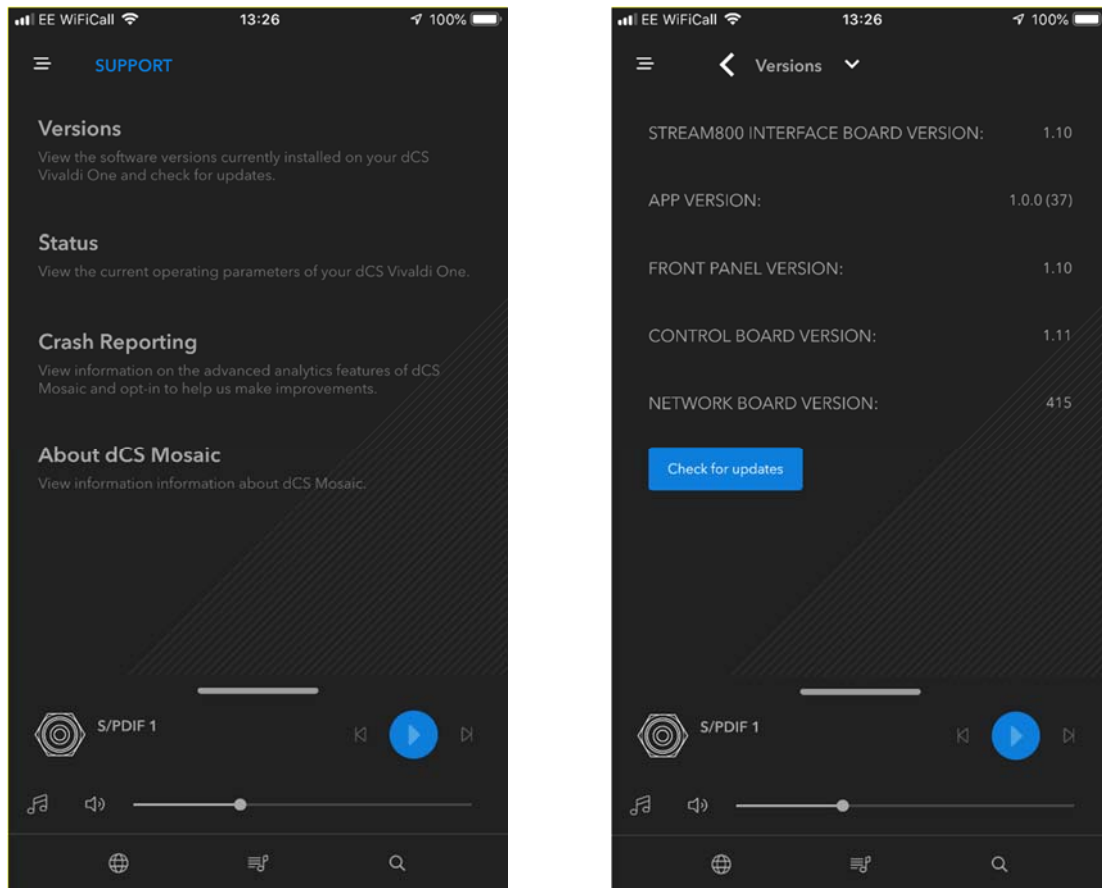 EE WiFiCall 13:26 100%
SUPPORT
Versions
View the software versions currently installed on your dCS
Vivaldi One and check for updates.
Status
View the current operating parameters of your dCS Vivaldi One.
Crash Reporting
View information on the advanced analytics features of dCS
Mosaic and opt-in to help us make improvements.
About dCS Mosaic
View information information about dCS Mosaic.
S/PDIF 1
EE WiFiCall 13:26 100%
Versions
STREAM800 INTERFACE BOARD VERSION: 1.10
APP VERSION: 1.0.0 (37)
FRONT PANEL VERSION: 1.10
CONTROL BOARD VERSION: 1.11
NETWORK BOARD VERSION: 415
Check for updates
S/PDIF 1